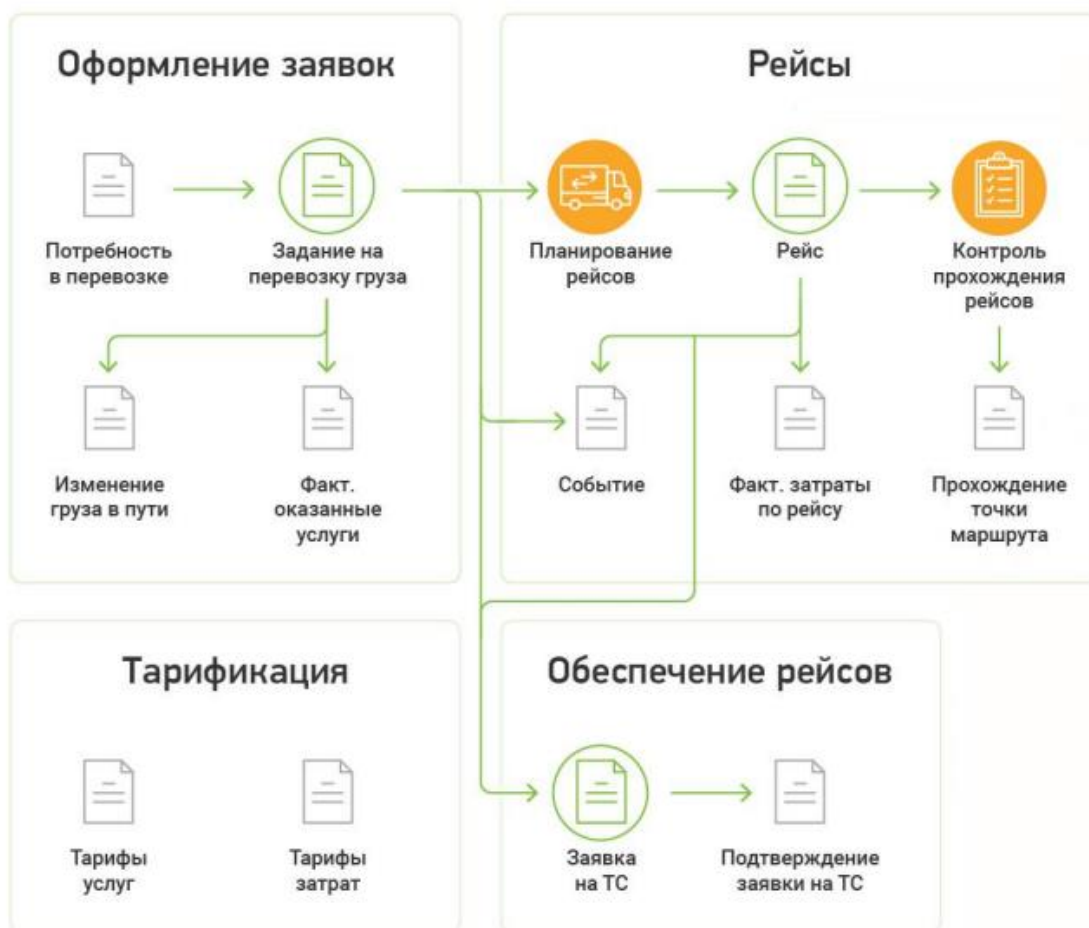 Оформление заявок
Потребность
в перевозке
Задание на
перевозку груза
Изменение
груза в пути
Факт.
оказанные
услуги
Рейсы
Планирование
рейсов
Рейс
Контроль
прохождения
рейсов
Событие
Факт. затраты
по рейсу
Прохождение
точки
маршрута
Тарификация
Тарифы
услуг
Тарифы
затрат
Обеспечение рейсов
Заявка
на ТС
Подтверждение
заявки на ТС